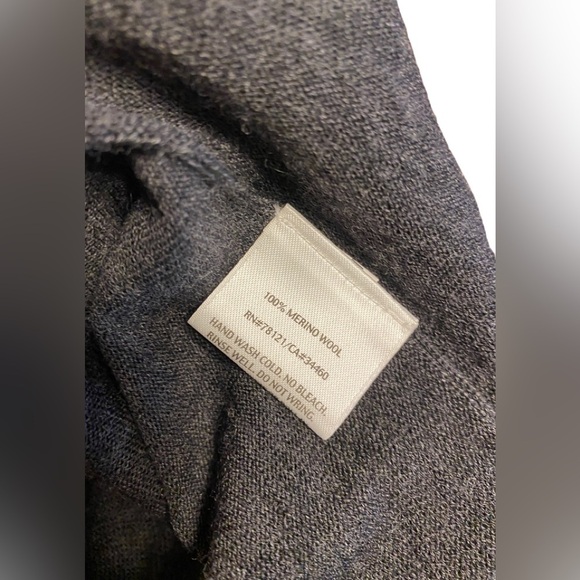 100% MERINO WOOL
RN#78121/CA#34460
HAND WASH COLD. NO BLEACH.
RINSE WELL. DO NOT WRING.